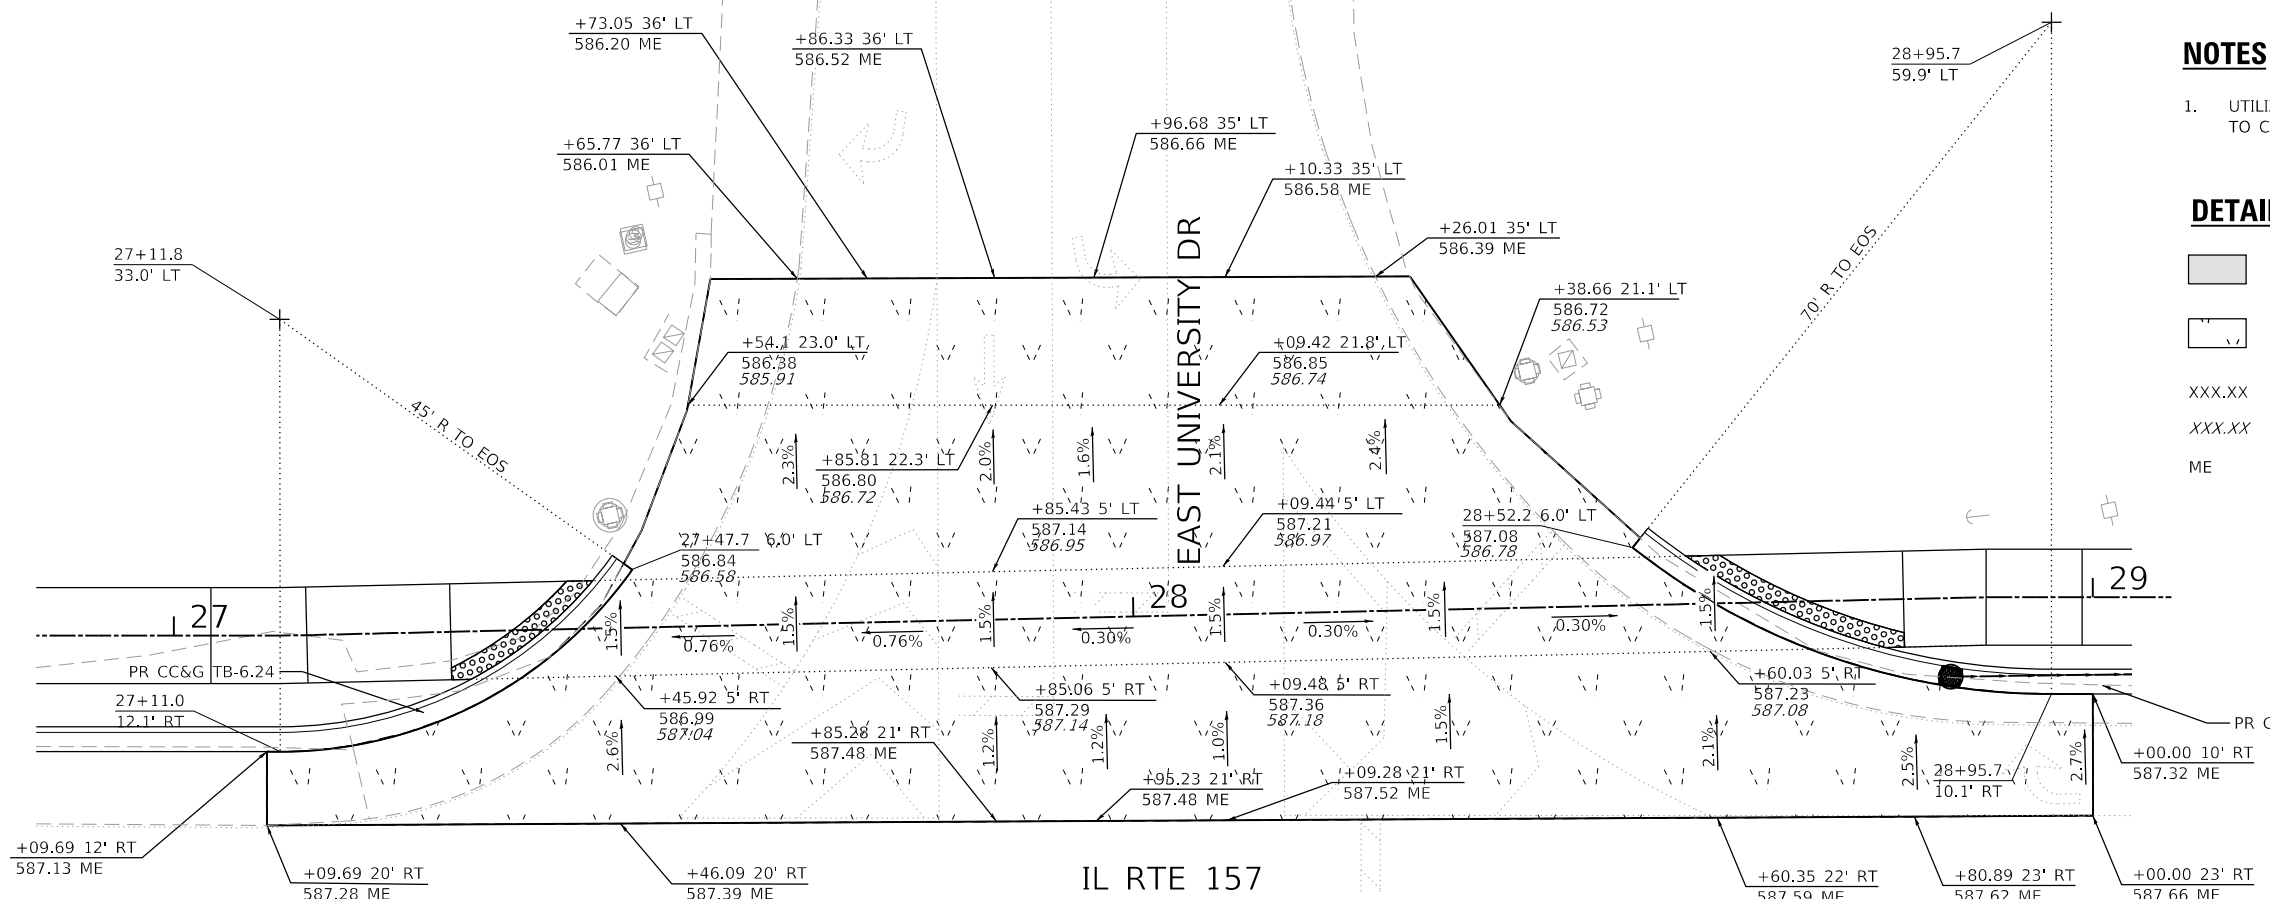 +73.05 36' LT
586.20 ME
+86.33 36' LT
586.52 ME
+65.77 36' LT
586.01 ME
+96.68 35' LT
586.66 ME
+10.33 35' LT
586.58 ME
+26.01 35' LT
586.39 ME
28+95.7
59.9' LT
NOTES
1. UTILI
TO C
DETAI
XXX.XX
XXX.XX
ME
27+11.8
33.0' LT
45' R TO EOS
70' R TO EOS
+38.66 21.1' LT
586.72
586.53
+54.1 23.0' LT
586.38
585.91
+09.42 21.8' LT
586.85
586.74
EAST UNIVERSITY DR
2.3%
+85.81 22.3' LT
586.80
586.72
2.0%
1.6%
2.1%
2.4%
+85.43 5' LT
587.14
586.95
+09.44 5' LT
587.21
586.97
28+52.2 6.0' LT
587.08
586.78
27+47.7 6.0' LT
586.84
586.58
27
28
29
1.5%
0.76%
1.5%
0.76%
1.5%
0.30%
1.5%
0.30%
1.5%
0.30%
1.5%
PR CC&G TB-6.24
27+11.0
12.1' RT
+45.92 5' RT
586.99
587.04
+85.06 5' RT
587.29
587.14
+09.48 5' RT
587.36
587.18
+60.03 5' RT
587.23
587.08
PR C
2.6%
+85.28 21' RT
587.48 ME
1.2%
1.2%
1.0%
1.5%
2.1%
2.5%
2.7%
+95.23 21' RT
587.48 ME
+09.28 21' RT
587.52 ME
28+95.7
10.1' RT
+00.00 10' RT
587.32 ME
+09.69 12' RT
587.13 ME
+09.69 20' RT
587.28 ME
+46.09 20' RT
587.39 ME
IL RTE 157
+60.35 22' RT
587.59 ME
+80.89 23' RT
587.62 ME
+00.00 23' RT
587.66 ME